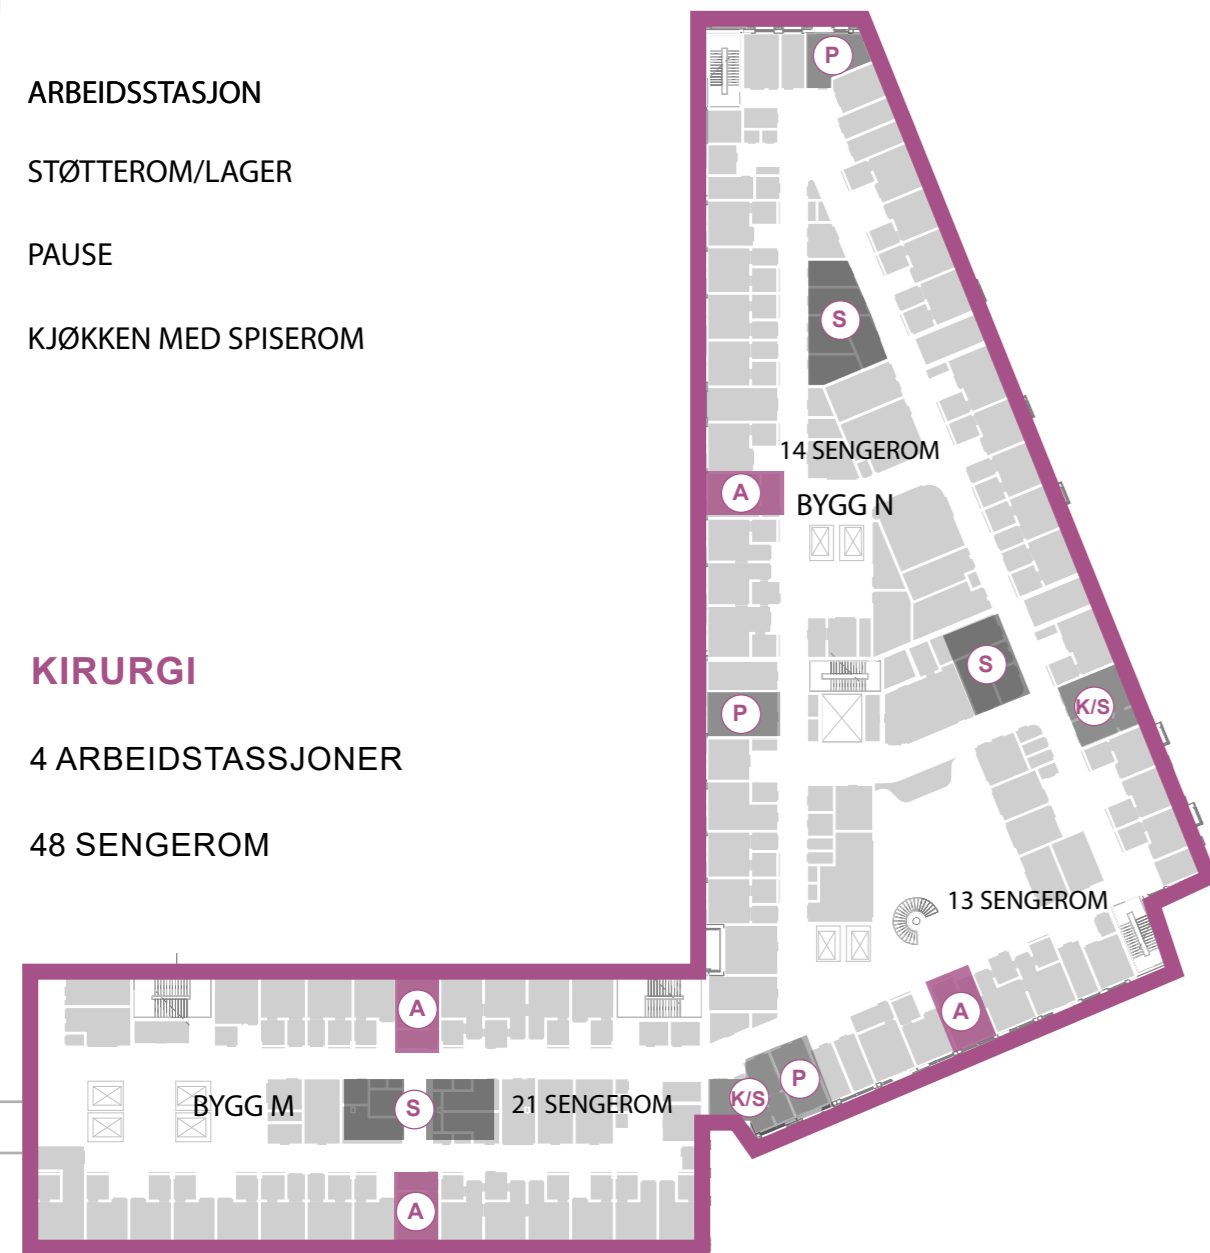 ARBEIDSSTASJON
STØTTEROM/LAGER
PAUSE
KJØKKEN MED SPISEROM
KIRURGI
4 ARBEIDSTASSJONER
48 SENGEROM
P
S
14 SENGEROM
A
BYGG N
S
K/S
P
13 SENGEROM
A
A
P
K/S
BYGG M
S
21 SENGEROM
A